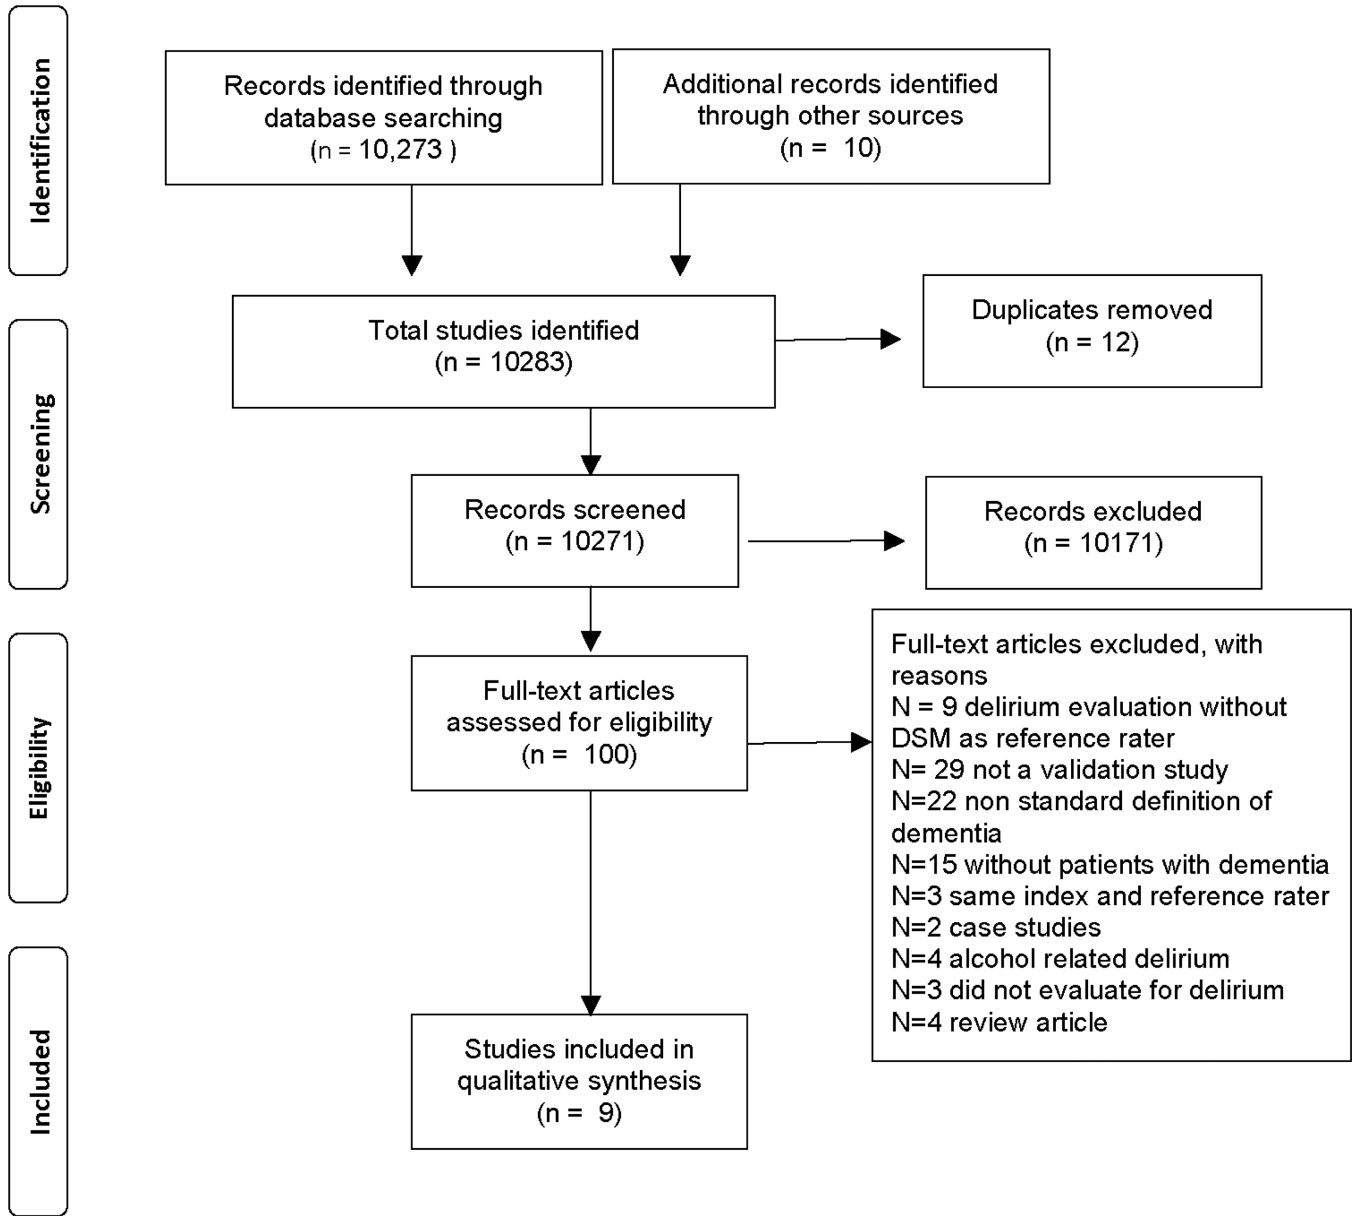 Identification
Records identified through
database searching
(n = 10,273 )
Additional records identified
through other sources
(n = 10)
Screening
Total studies identified
(n = 10283)
Duplicates removed
(n = 12)
Records screened
(n = 10271)
Records excluded
(n = 10171)
Eligibility
Full-text articles
assessed for eligibility
(n = 100)
Full-text articles excluded, with
reasons
N = 9 delirium evaluation without
DSM as reference rater
N= 29 not a validation study
N=22 non standard definition of
dementia
N=15 without patients with dementia
N=3 same index and reference rater
N=2 case studies
N=4 alcohol related delirium
N=3 did not evaluate for delirium
N=4 review article
Included
Studies included in
qualitative synthesis
(n = 9)